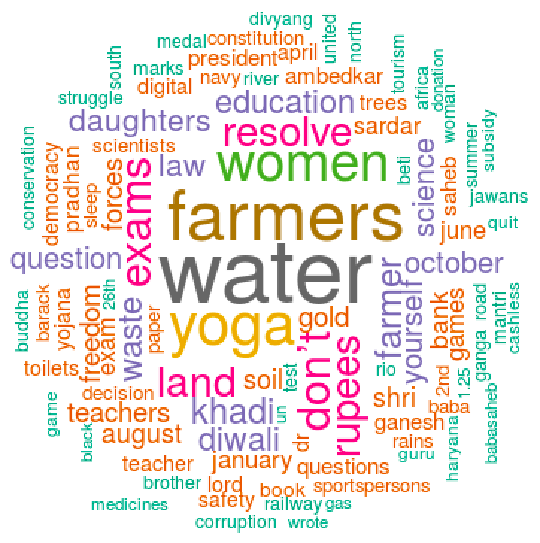 divyang
medal
constitution
united
north
south
president
april
tourism
marks
navy
river
ambedkar
africa
donation
digital
struggle
education
trees
woman
daughters
resolve
sardar
summer
subsidy
conservation
democracy
pradhan
sleep
scientists
forces
exams
law
women
beti
science
saheb
jawans
farmers
june
quit
question
water
farmer
october
buddha
barack
yojana
freedom
26th
exam
waste
paper
yoga
gold
yourself
bank
games
ganga
road
mantri
cashless
toilets
land
soil
test
don't
rupees
rio
shri
2nd
1.25
decision
game
teachers
khadi
un
baba
babasaheb
black
august
diwali
dr
ganesh
rains
guru
haryana
teacher
january
questions
brother
lord
book
sportspersons
medicines
safety
railway
gas
corruption
wrote